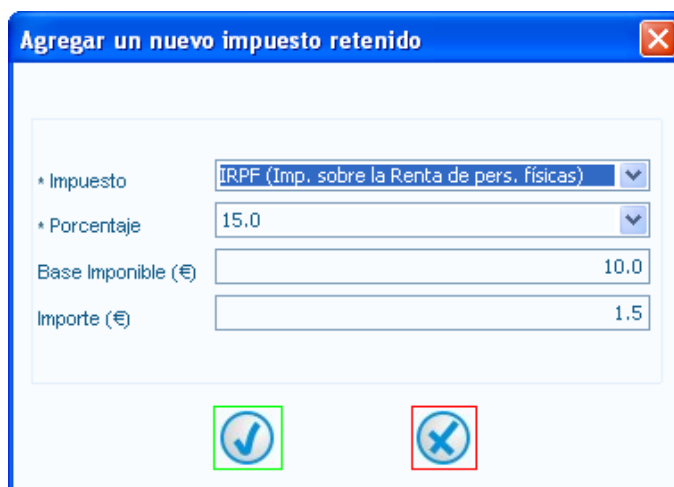 Agregar un nuevo impuesto retenido
* Impuesto
IRPF (Imp. sobre la Renta de pers. físicas)
* Porcentaje
15.0
Base Imponible (€)
10.0
Importe (€)
1.5